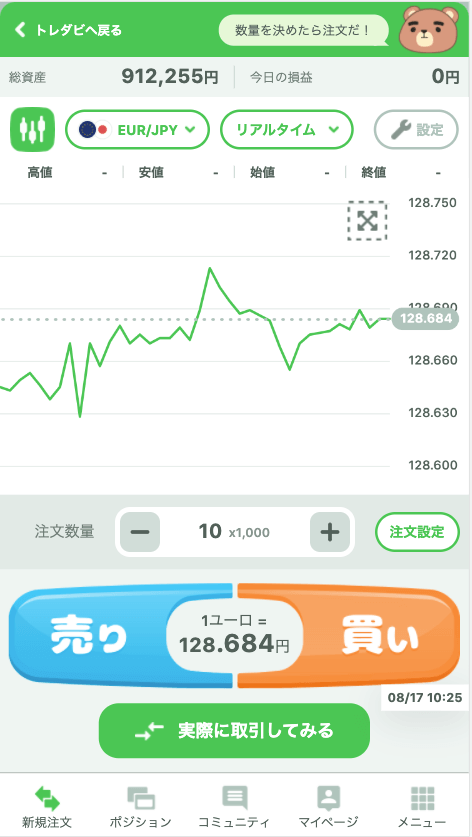 トレダビへ戻る
数量を決めたら注文だ！
総資産 912,255円 今日の損益 0円
EUR/JPY リアルタイム 設定
高値 - 安値 - 始値 - 終値 -
128.750
128.720
128.690
128.684
128.660
128.630
128.600
注文数量 10 x1,000 注文設定
売り 1ユーロ = 買い
128.684円
08/17 10:25
実際に取引してみる
新規注文 ポジション コミュニティ マイページ メニュー